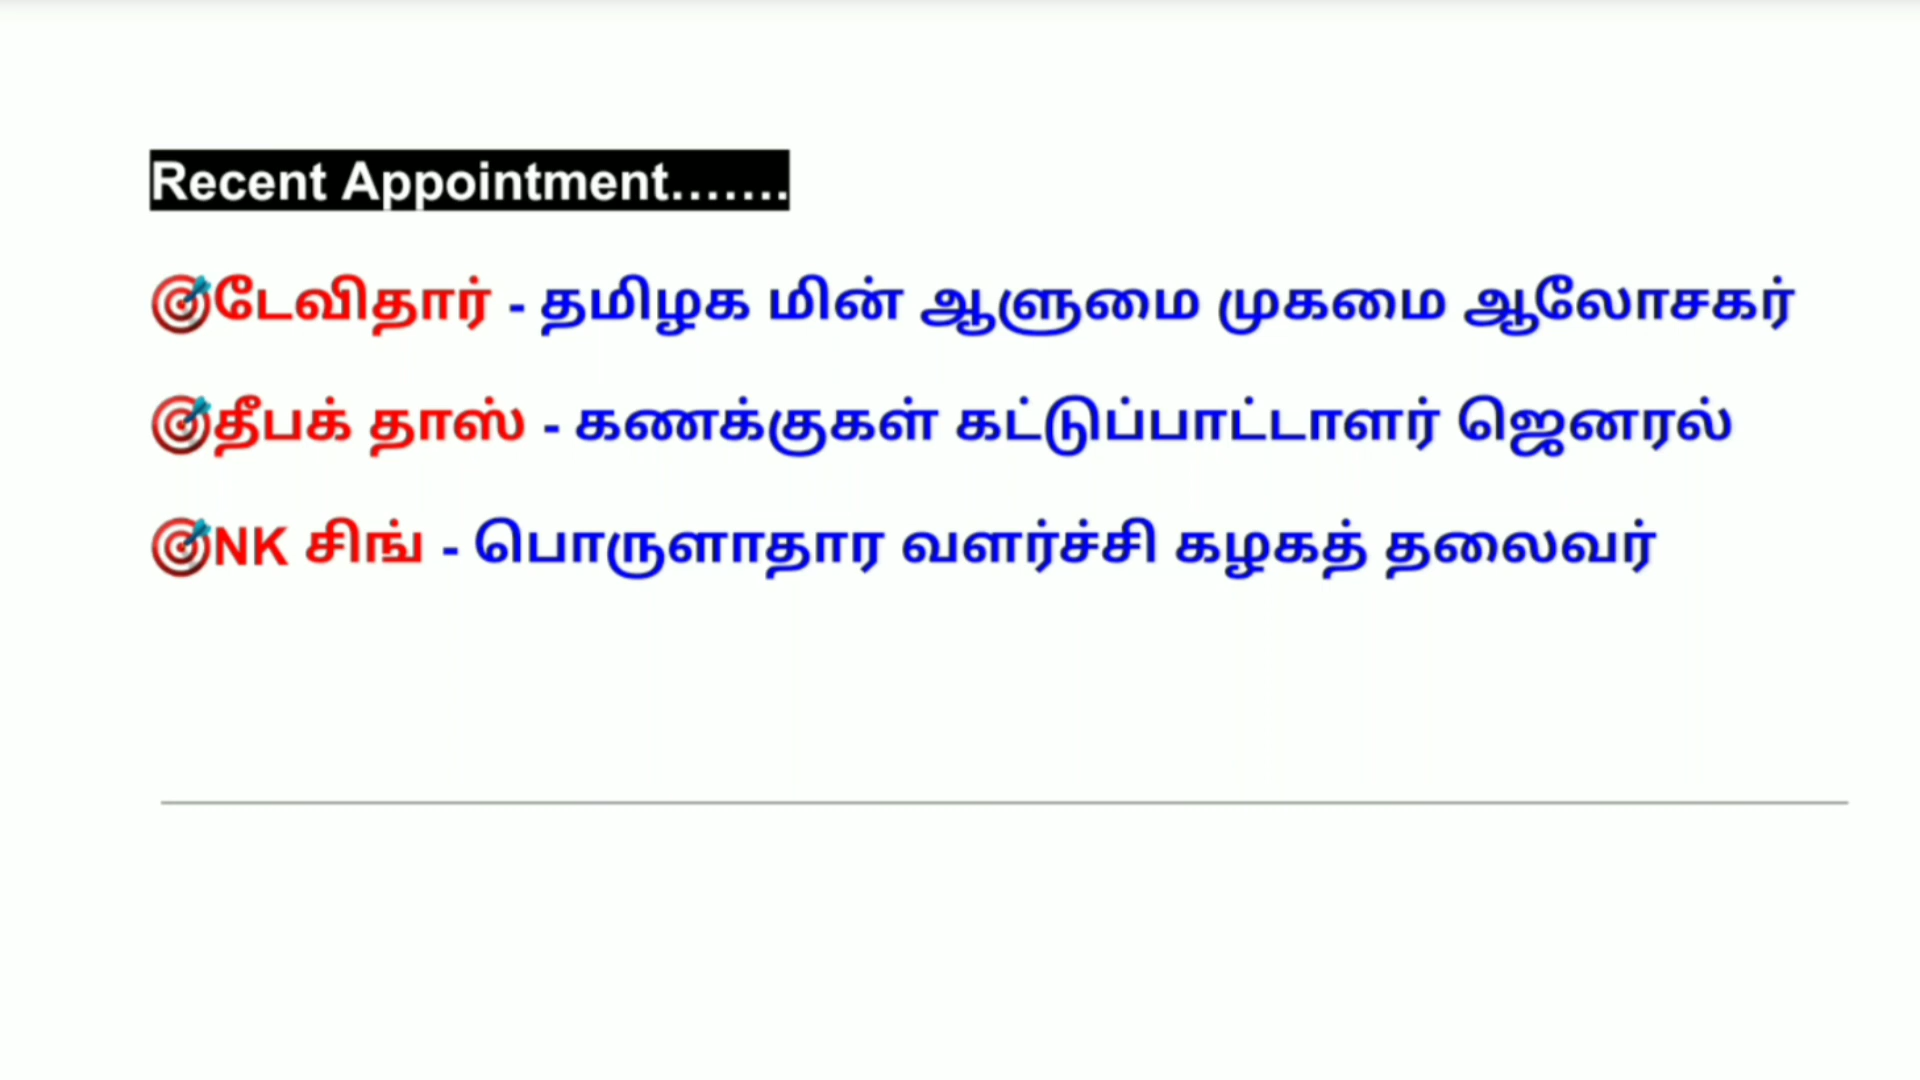 Recent Appointment…….
🎯டேவிதார் - தமிழக மின் ஆளுமை முகமை ஆலோசகர்
🎯தீபக் தாஸ் - கணக்குகள் கட்டுப்பாட்டாளர் ஜெனரல்
🎯NK சிங் - பொருளாதார வளர்ச்சி கழகத் தலைவர்